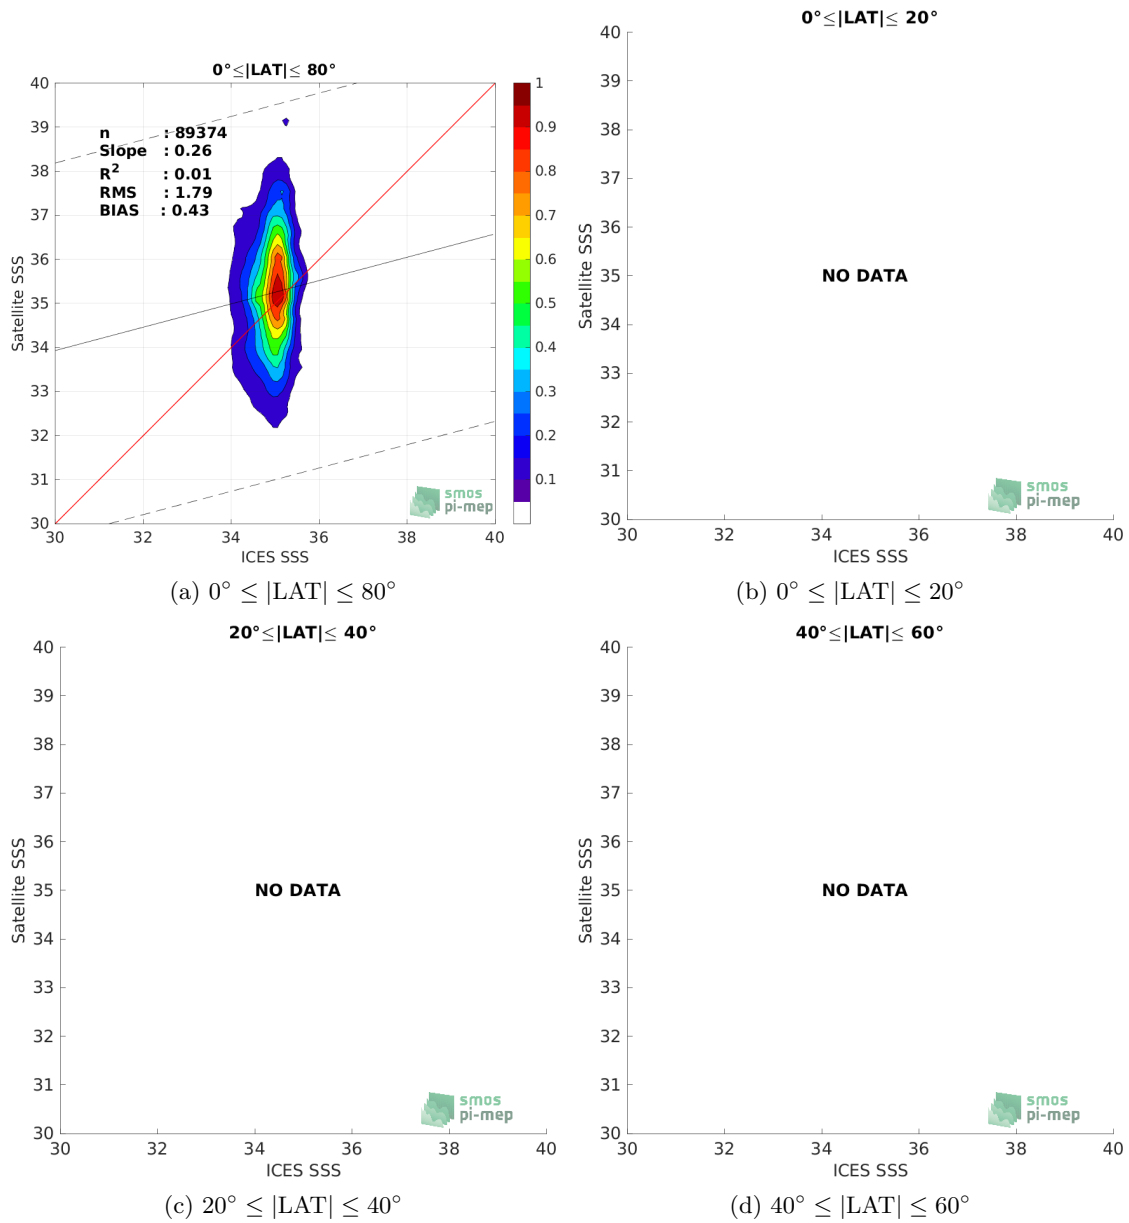 0°≤|LAT|≤ 80°
40
39
38
37
36
35
34
33
32
31
30
Satellite SSS
n : 89374
Slope : 0.26
R² : 0.01
RMS : 1.79
BIAS : 0.43
1
0.9
0.8
0.7
0.6
0.5
0.4
0.3
0.2
0.1
smos
pi-mep
30 32 34 36 38 40
ICES SSS
(a) 0° ≤ |LAT| ≤ 80°
0°≤|LAT|≤ 20°
40
39
38
37
36
35
34
33
32
31
30
Satellite SSS
NO DATA
smos
pi-mep
30 32 34 36 38 40
ICES SSS
(b) 0° ≤ |LAT| ≤ 20°
20°≤|LAT|≤ 40°
40
39
38
37
36
35
34
33
32
31
30
Satellite SSS
NO DATA
smos
pi-mep
30 32 34 36 38 40
ICES SSS
(c) 20° ≤ |LAT| ≤ 40°
40°≤|LAT|≤ 60°
40
39
38
37
36
35
34
33
32
31
30
Satellite SSS
NO DATA
smos
pi-mep
30 32 34 36 38 40
ICES SSS
(d) 40° ≤ |LAT| ≤ 60°